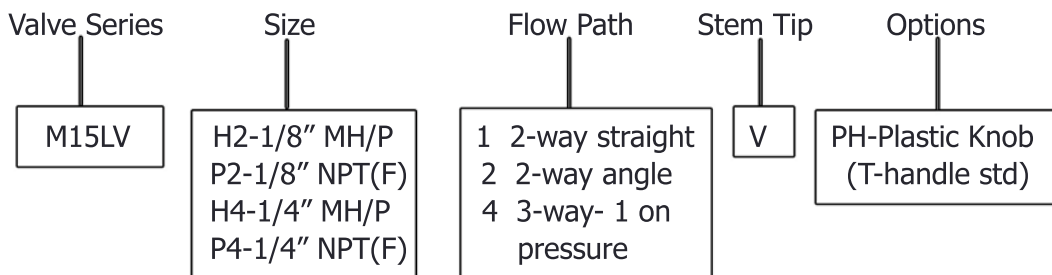 Valve Series Size Flow Path Stem Tip Options
M15LV
H2-1/8” MH/P
P2-1/8” NPT(F)
H4-1/4” MH/P
P4-1/4” NPT(F)
1 2-way straight
2 2-way angle
4 3-way- 1 on
pressure
V
PH-Plastic Knob
(T-handle std)